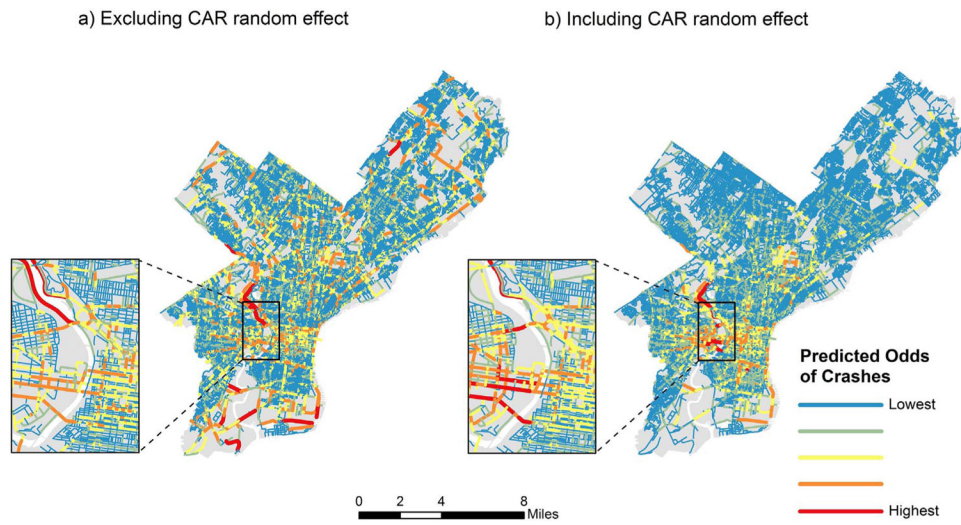 a) Excluding CAR random effect
b) Including CAR random effect
Predicted Odds
of Crashes
Lowest
Highest
0 2 4 8
Miles